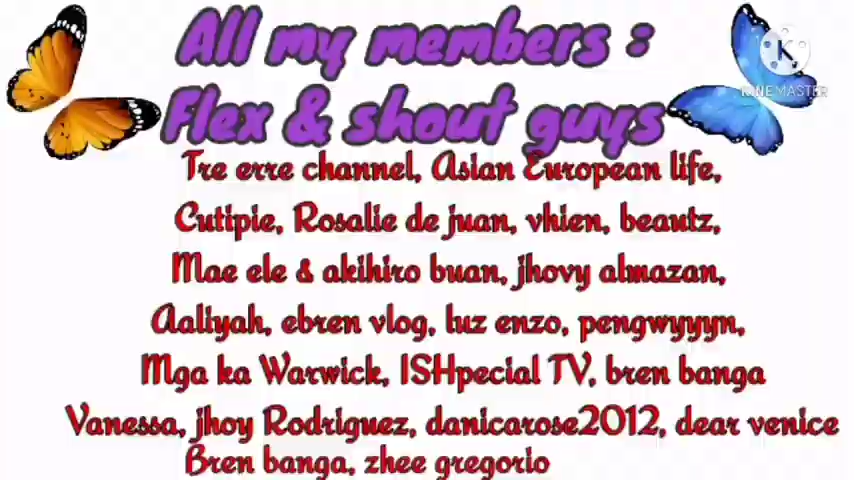 All my members :
Flex & shout guys
Tre erre channel, Asian European life,
Cutipie, Rosalie de juan, vhien, beautz,
Mae ele & akihiro buan, jhovy almazan,
Aaliyah, ebren vlog, luz enzo, pengwyyyn,
Mga ka Warwick, ISHpecial TV, bren banga
Vanessa, jhoy Rodriguez, danicarose2012, dear venice
Bren banga, zhee gregorio
K
KINEMASTER